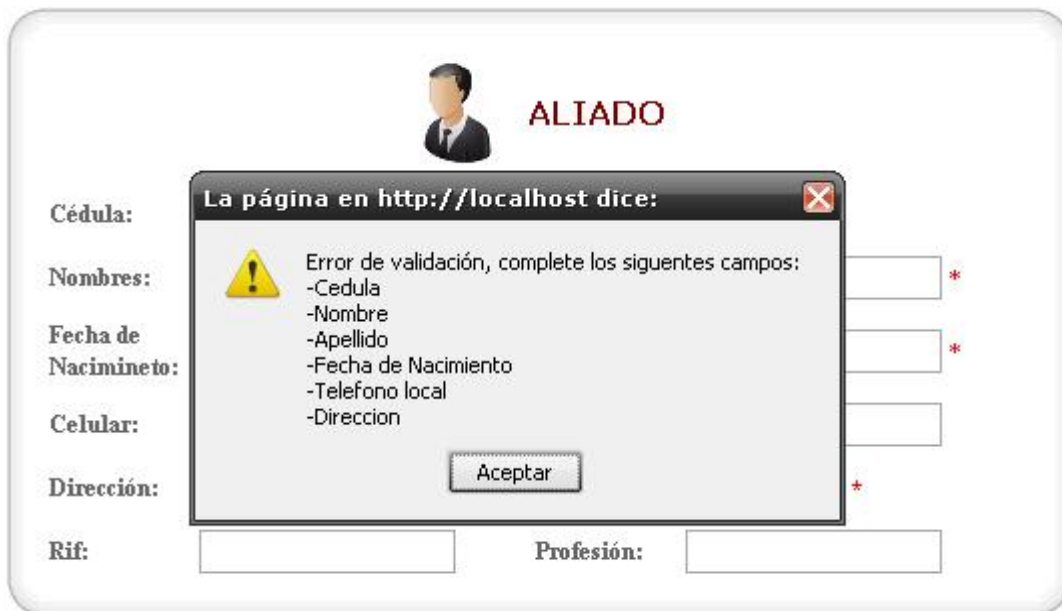 ALIADO
La página en http://localhost dice:
Cédula:
Error de validación, complete los siguentes campos:
-Cedula
-Nombre
-Apellido
-Fecha de Nacimiento
-Telefono local
-Direccion
Aceptar
Nombres:
*
Fecha de
Nacimineto:
*
Celular:
Dirección:
*
Rif:
Profesión: